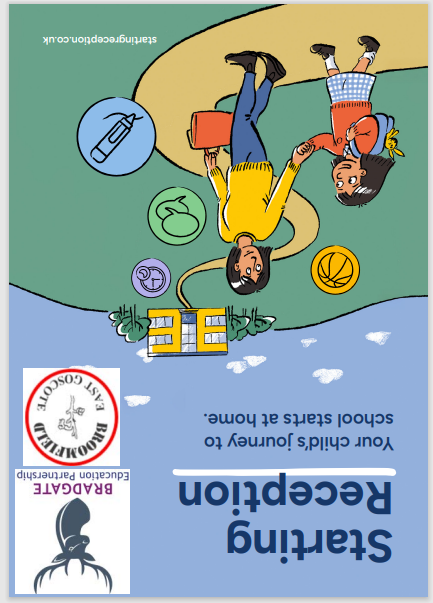 Starting
Reception
Your child's journey to
school starts at home.
BRADGATE
Education Partnership
BROOMFIELD
EAST GOSCOTE
startingreception.co.uk